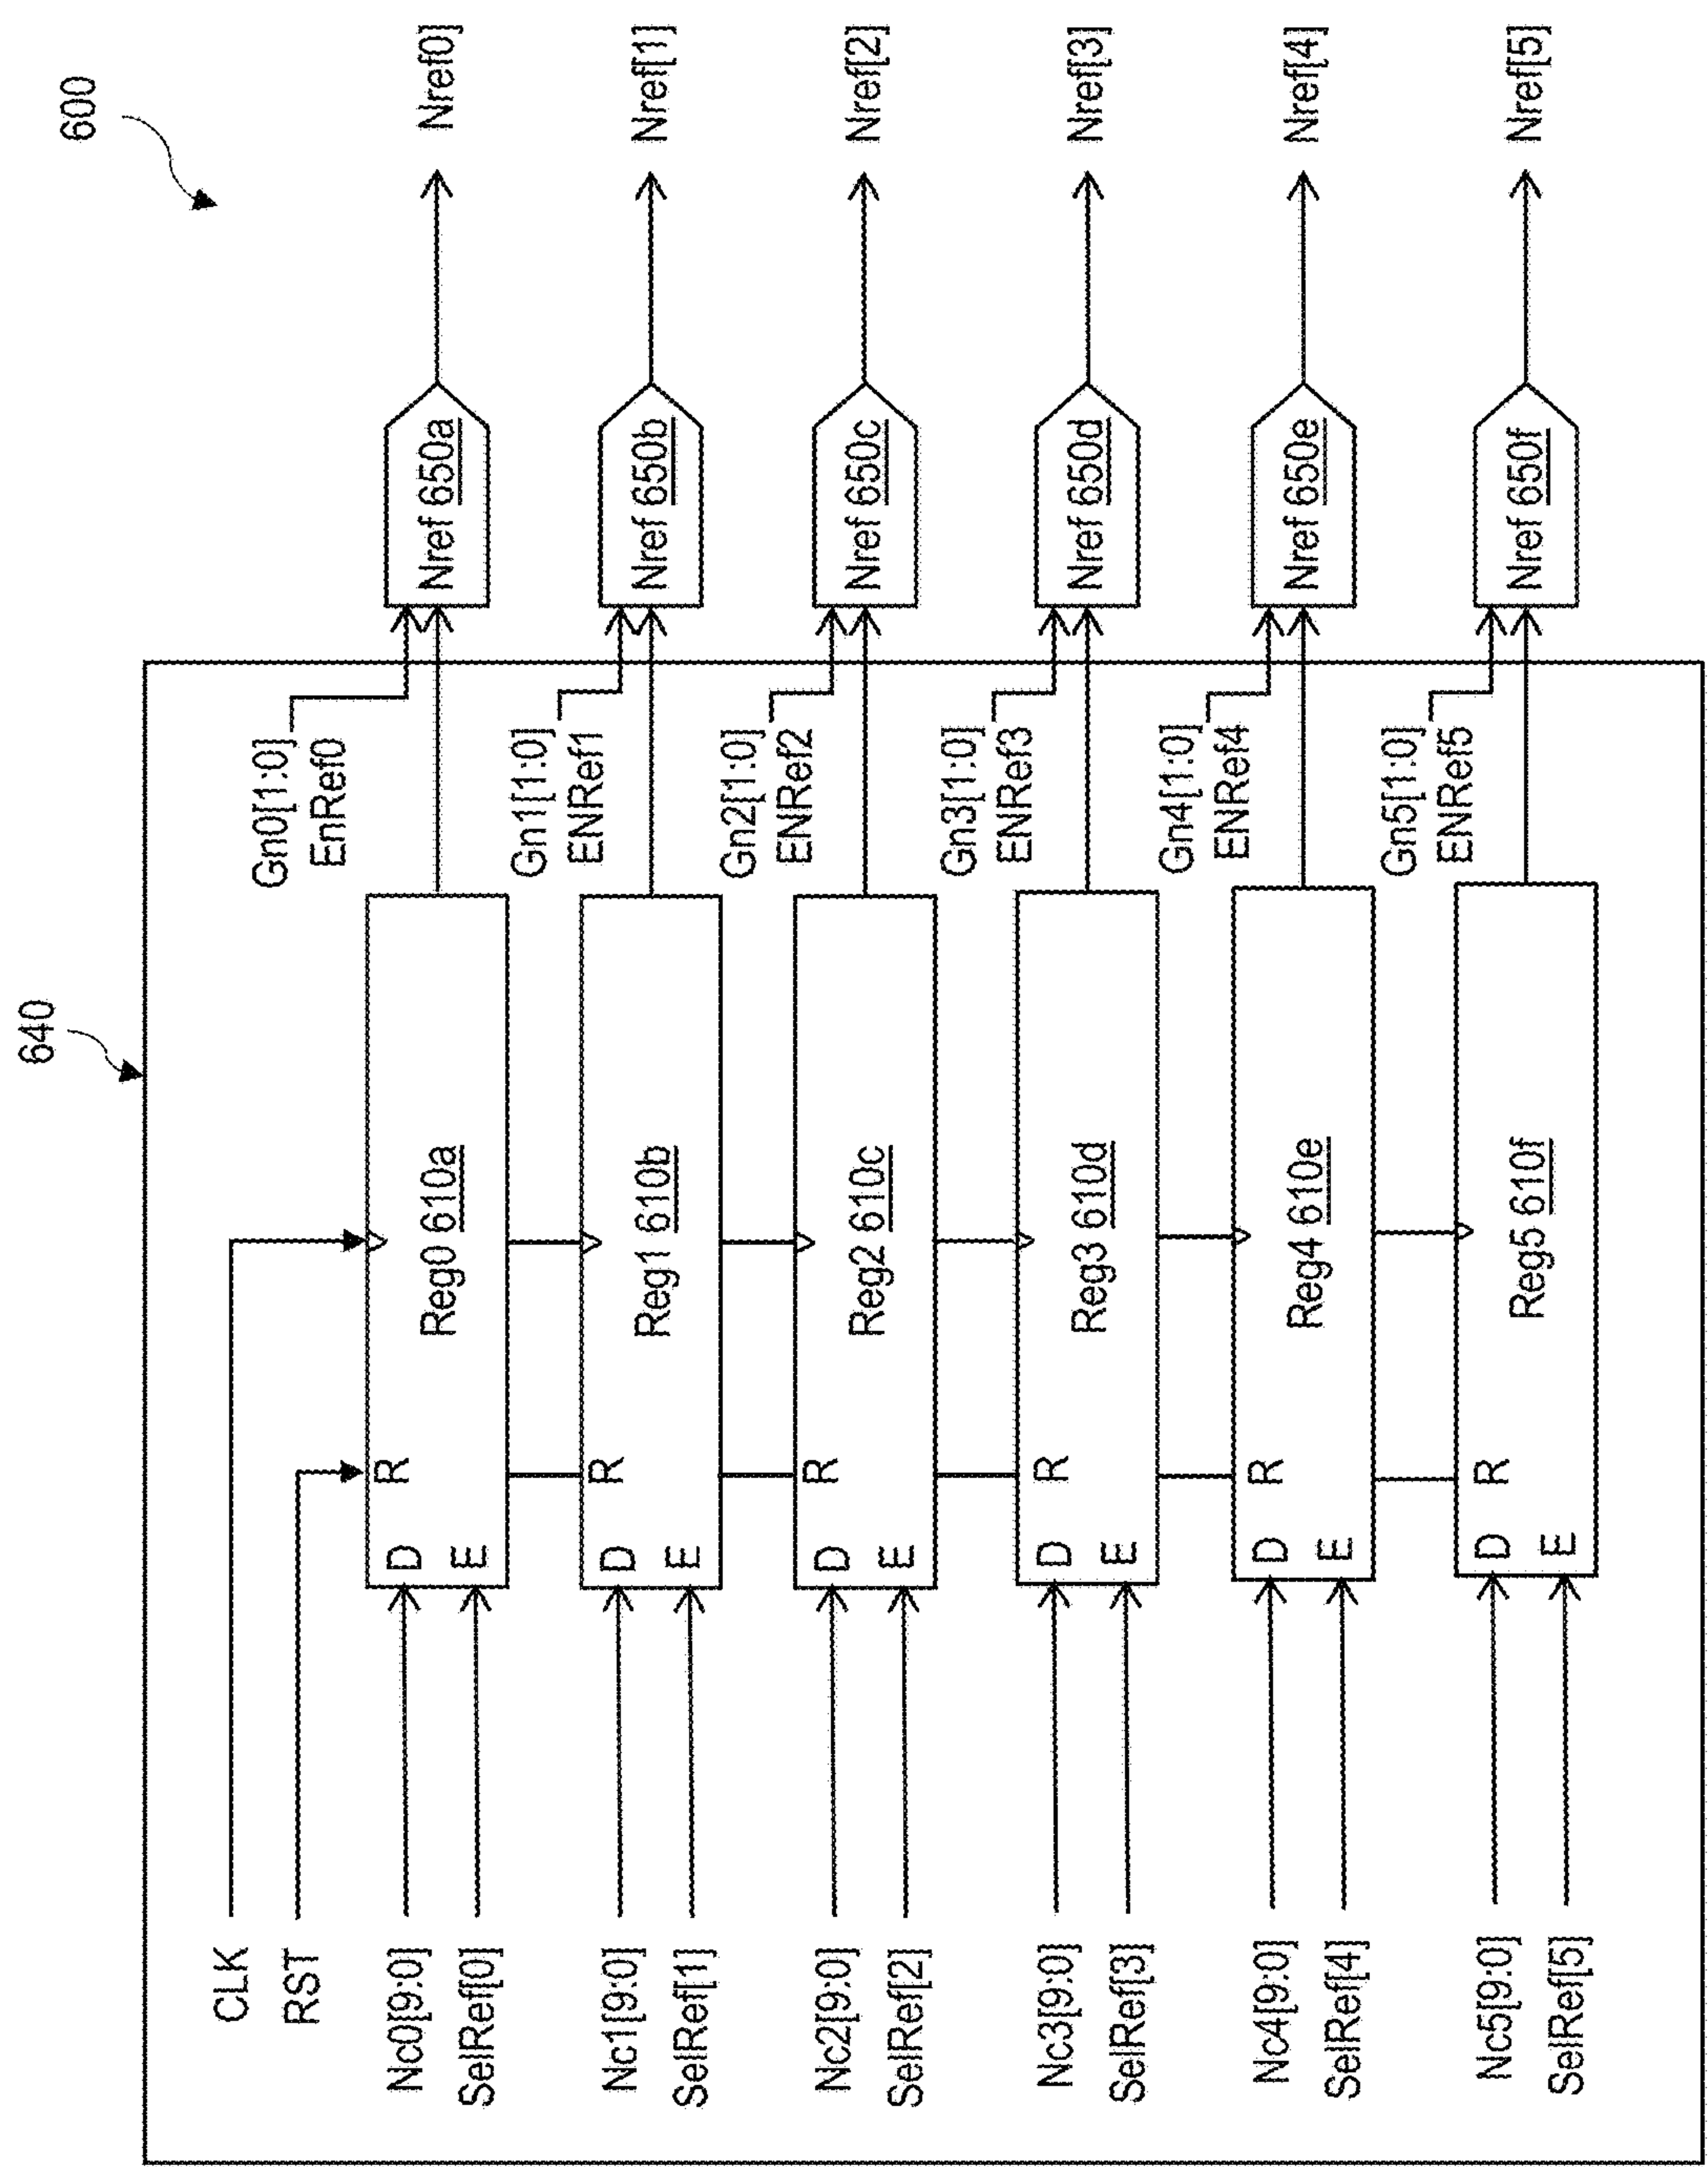 600
640
CLK
RST
Nc0[9:0]
SelRef[0]
D
E
R
Reg0 610a
Gn0[1:0]
EnRef0
Nref 650a
Nref[0]
Nc1[9:0]
SelRef[1]
D
E
R
Reg1 610b
Gn1[1:0]
ENRef1
Nref 650b
Nref[1]
Nc2[9:0]
SelRef[2]
D
E
R
Reg2 610c
Gn2[1:0]
ENRef2
Nref 650c
Nref[2]
Nc3[9:0]
SelRef[3]
D
E
R
Reg3 610d
Gn3[1:0]
ENRef3
Nref 650d
Nref[3]
Nc4[9:0]
SelRef[4]
D
E
R
Reg4 610e
Gn4[1:0]
ENRef4
Nref 650e
Nref[4]
Nc5[9:0]
SelRef[5]
D
E
R
Reg5 610f
Gn5[1:0]
ENRef5
Nref 650f
Nref[5]